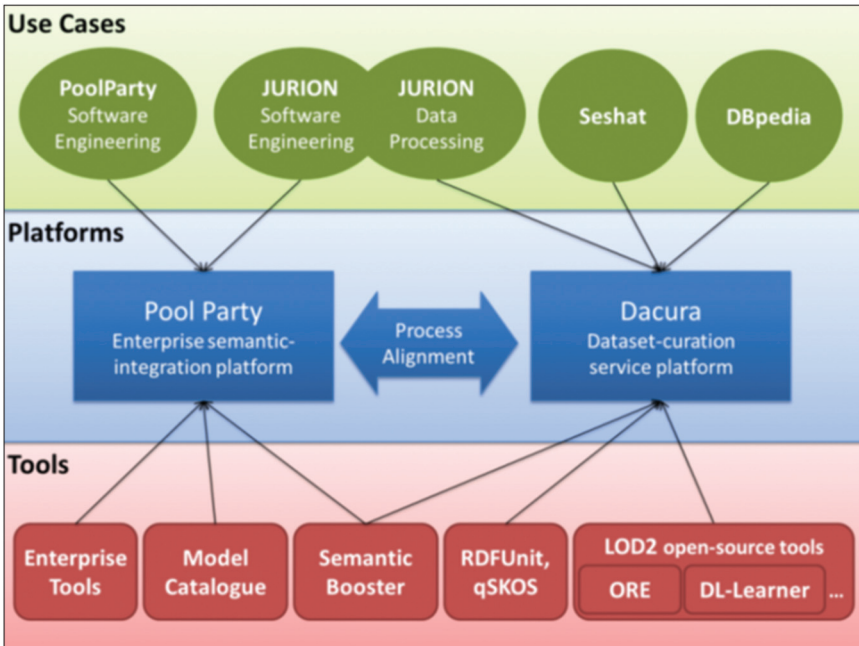 Use Cases
PoolParty
Software
Engineering
JURION
Software
Engineering
JURION
Data
Processing
Seshat
DBpedia
Platforms
Pool Party
Enterprise semantic-
integration platform
Process
Alignment
Dacura
Dataset-curation
service platform
Tools
Enterprise
Tools
Model
Catalogue
Semantic
Booster
RDFUnit,
qSKOS
LOD2 open-source tools
ORE
DL-Learner
...